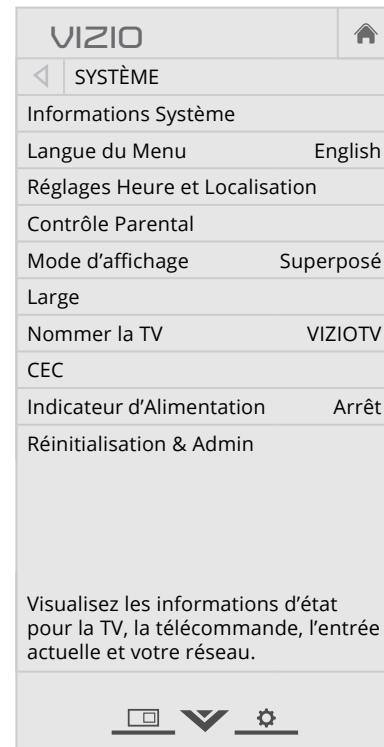 VIZIO
SYSTÈME
Informations Système
Langue du Menu English
Réglages Heure et Localisation
Contrôle Parental
Mode d’affichage Superposé
Large
Nommer la TV VIZIOTV
CEC
Indicateur d’Alimentation Arrêt
Réinitialisation & Admin
Visualisez les informations d’état
pour la TV, la télécommande, l’entrée
actuelle et votre réseau.